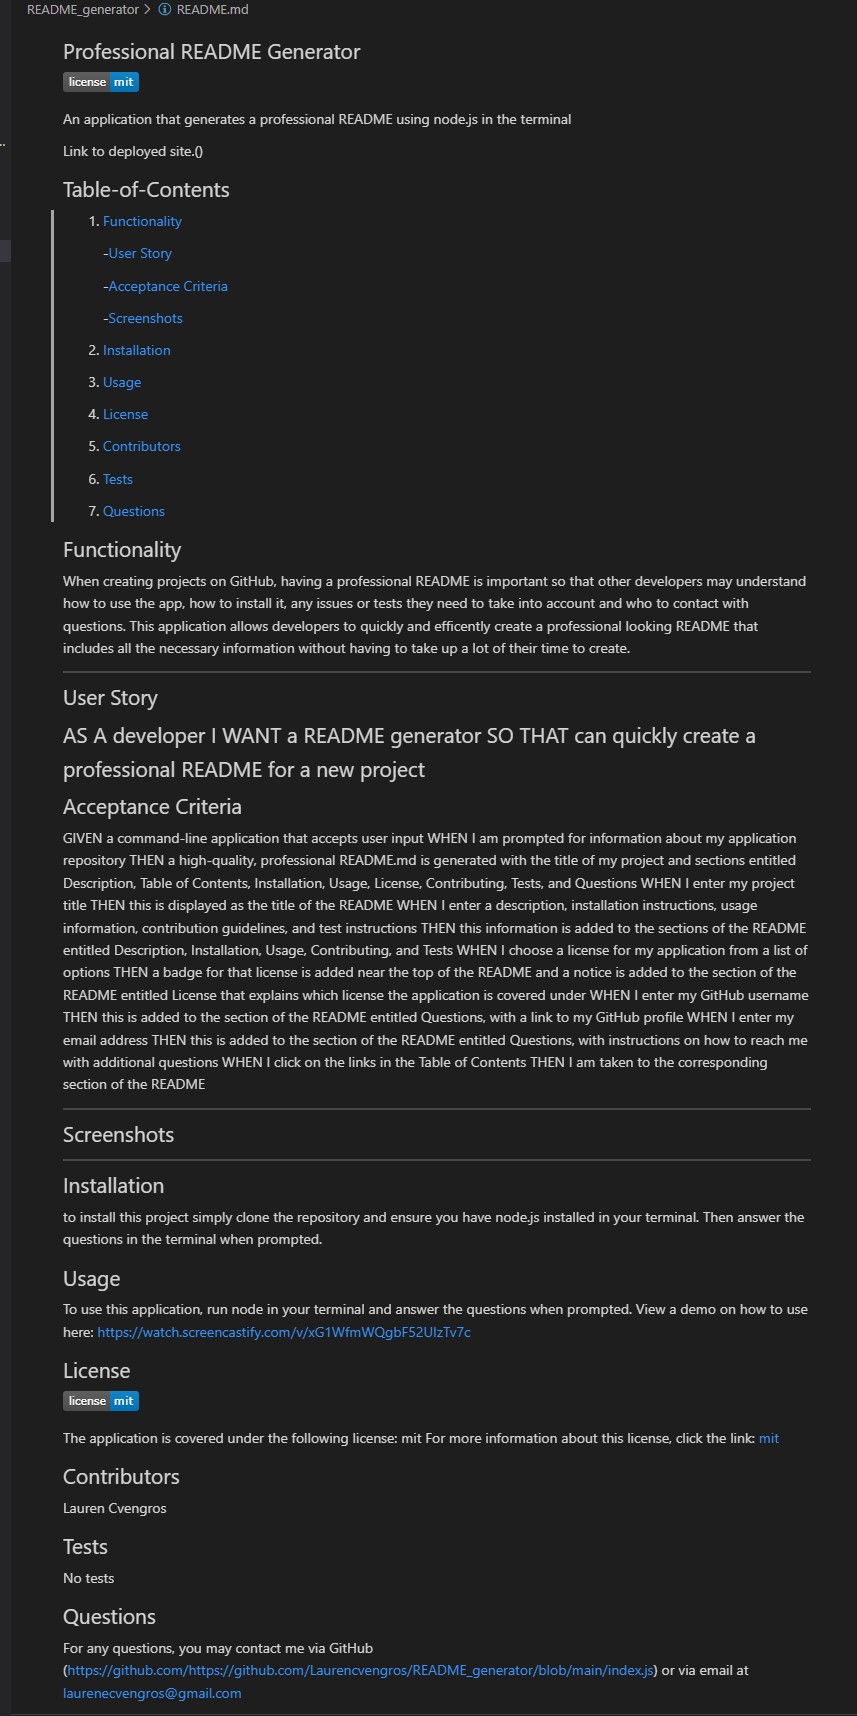 README_generator > README.md
Professional README Generator
license mit
An application that generates a professional README using node.js in the terminal
Link to deployed site.()
Table-of-Contents
1. Functionality
-User Story
-Acceptance Criteria
-Screenshots
2. Installation
3. Usage
4. License
5. Contributors
6. Tests
7. Questions
Functionality
When creating projects on GitHub, having a professional README is important so that other developers may understand
how to use the app, how to install it, any issues or tests they need to take into account and who to contact with
questions. This application allows developers to quickly and efficently create a professional looking README that
includes all the necessary information without having to take up a lot of their time to create.
User Story
AS A developer I WANT a README generator SO THAT can quickly create a
professional README for a new project
Acceptance Criteria
GIVEN a command-line application that accepts user input WHEN I am prompted for information about my application
repository THEN a high-quality, professional README.md is generated with the title of my project and sections entitled
Description, Table of Contents, Installation, Usage, License, Contributing, Tests, and Questions WHEN I enter my project
title THEN this is displayed as the title of the README WHEN I enter a description, installation instructions, usage
information, contribution guidelines, and test instructions THEN this information is added to the sections of the README
entitled Description, Installation, Usage, Contributing, and Tests WHEN I choose a license for my application from a list of
options THEN a badge for that license is added near the top of the README and a notice is added to the section of the
README entitled License that explains which license the application is covered under WHEN I enter my GitHub username
THEN this is added to the section of the README entitled Questions, with a link to my GitHub profile WHEN I enter my
email address THEN this is added to the section of the README entitled Questions, with instructions on how to reach me
with additional questions WHEN I click on the links in the Table of Contents THEN I am taken to the corresponding
section of the README
Screenshots
Installation
to install this project simply clone the repository and ensure you have node.js installed in your terminal. Then answer the
questions in the terminal when prompted.
Usage
To use this application, run node in your terminal and answer the questions when prompted. View a demo on how to use
here: https://watch.screencastify.com/v/xG1WfmWQgbF52UIzTv7c
License
license mit
The application is covered under the following license: mit For more information about this license, click the link: mit
Contributors
Lauren Cvengros
Tests
No tests
Questions
For any questions, you may contact me via GitHub
(https://github.com/https://github.com/Laurencvengros/README_generator/blob/main/index.js) or via email at
laurenecvengros@gmail.com